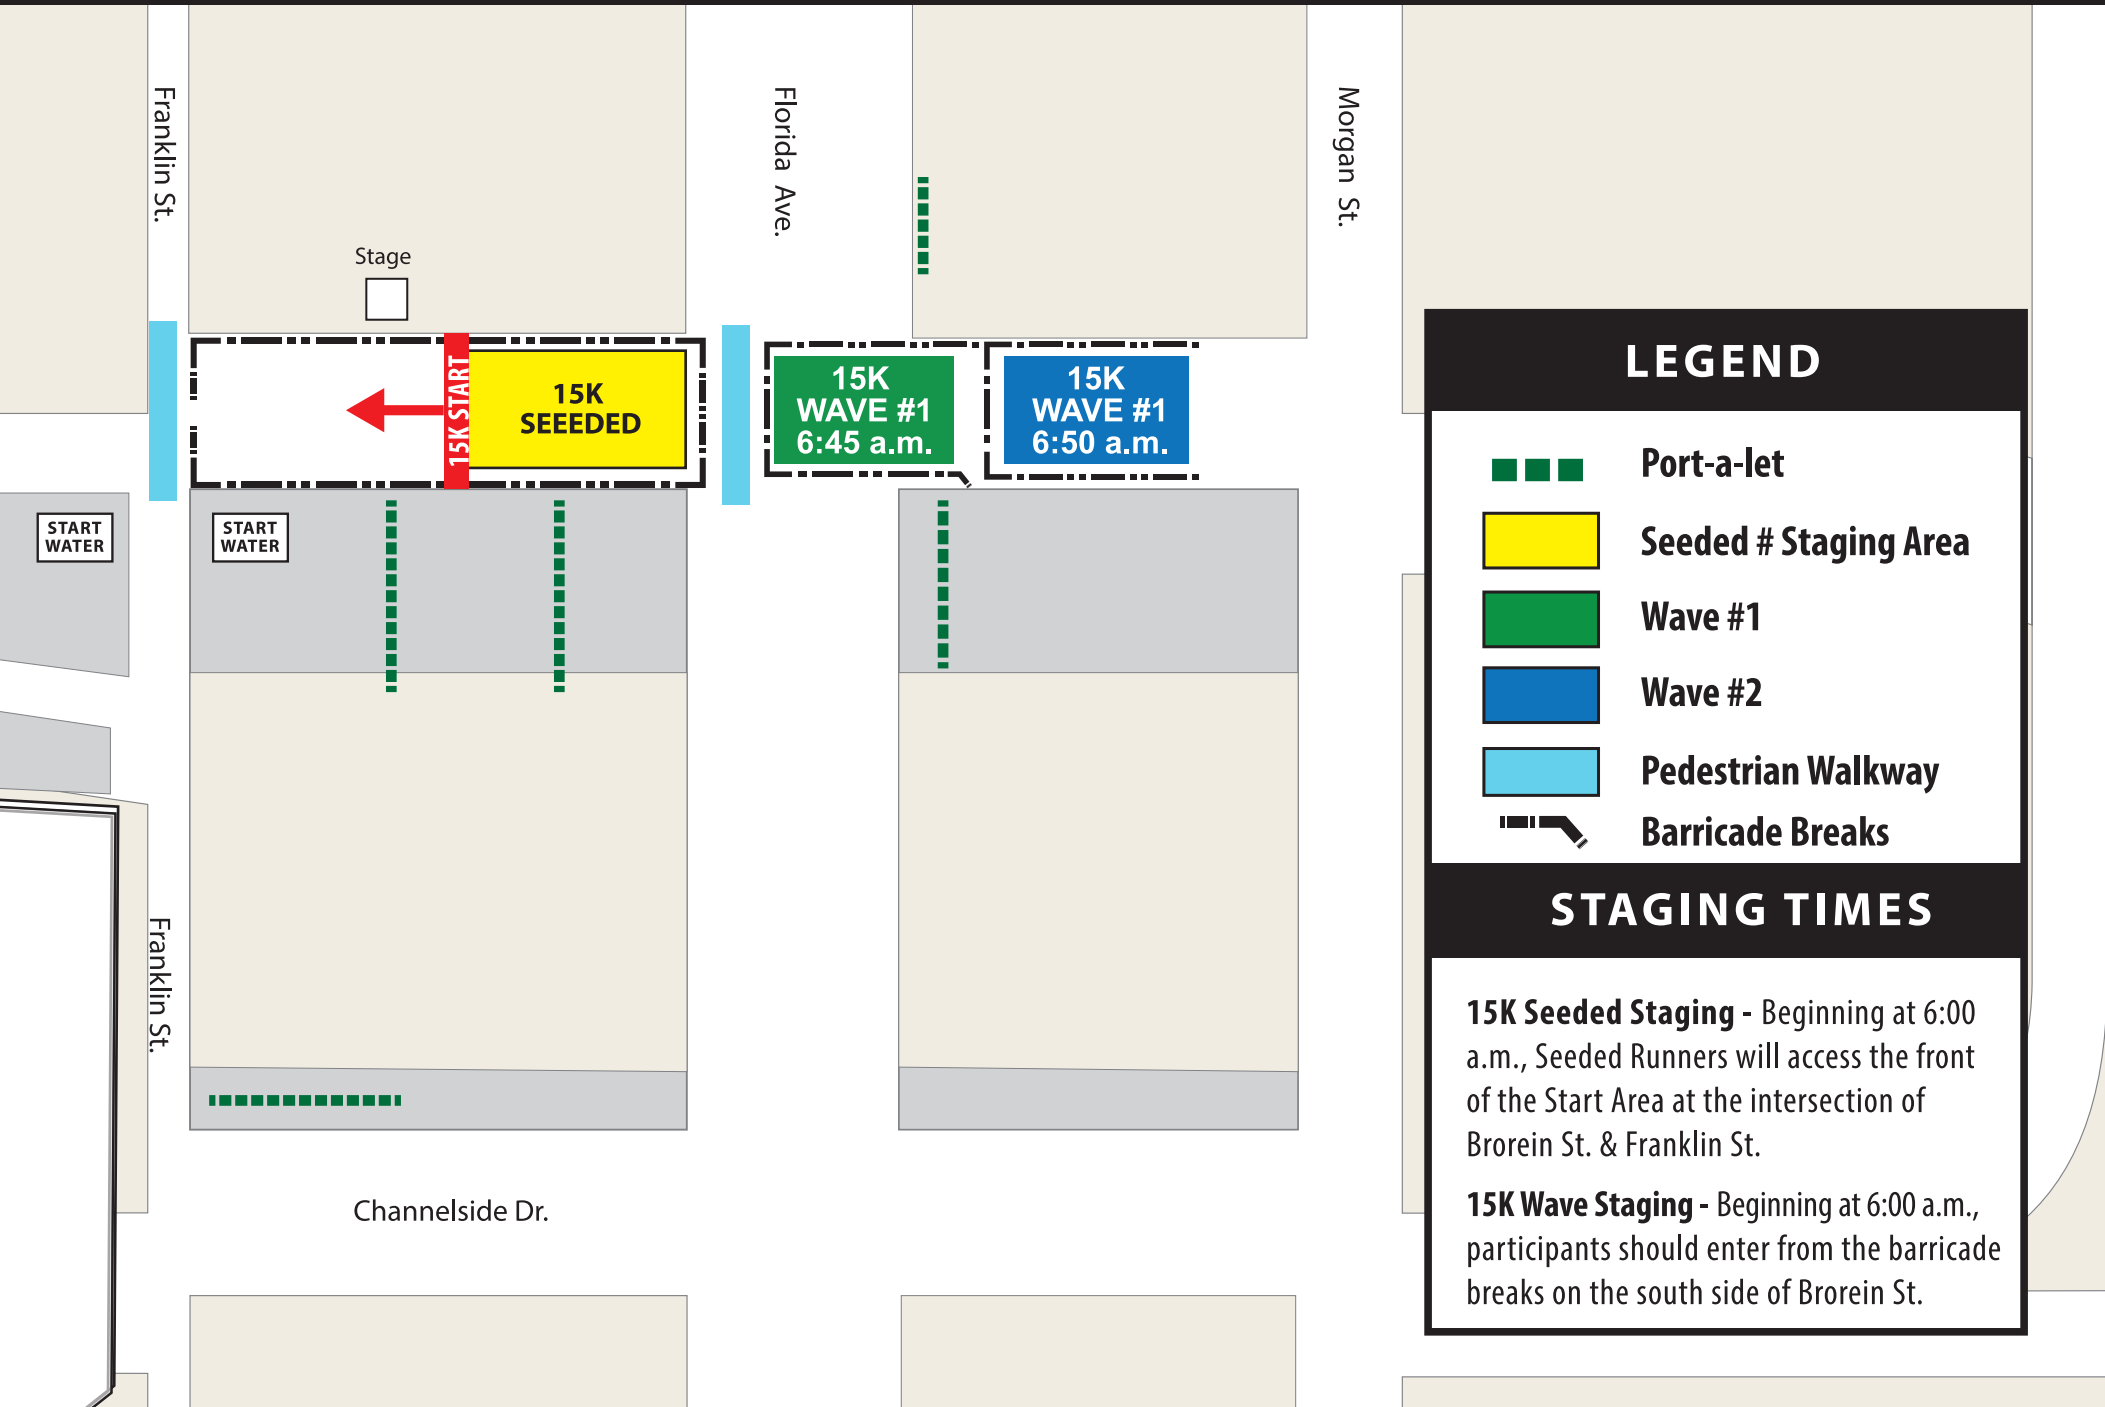 Franklin St.
Florida Ave.
Morgan St.
Stage
15K START
15K
SEEEDED
15K
WAVE #1
6:45 a.m.
15K
WAVE #1
6:50 a.m.
START
WATER
START
WATER
Franklin St.
Channelside Dr.
LEGEND
Port-a-let
Seeded # Staging Area
Wave #1
Wave #2
Pedestrian Walkway
Barricade Breaks
STAGING TIMES
15K Seeded Staging - Beginning at 6:00
a.m., Seeded Runners will access the front
of the Start Area at the intersection of
Brorein St. & Franklin St.
15K Wave Staging - Beginning at 6:00 a.m.,
participants should enter from the barricade
breaks on the south side of Brorein St.